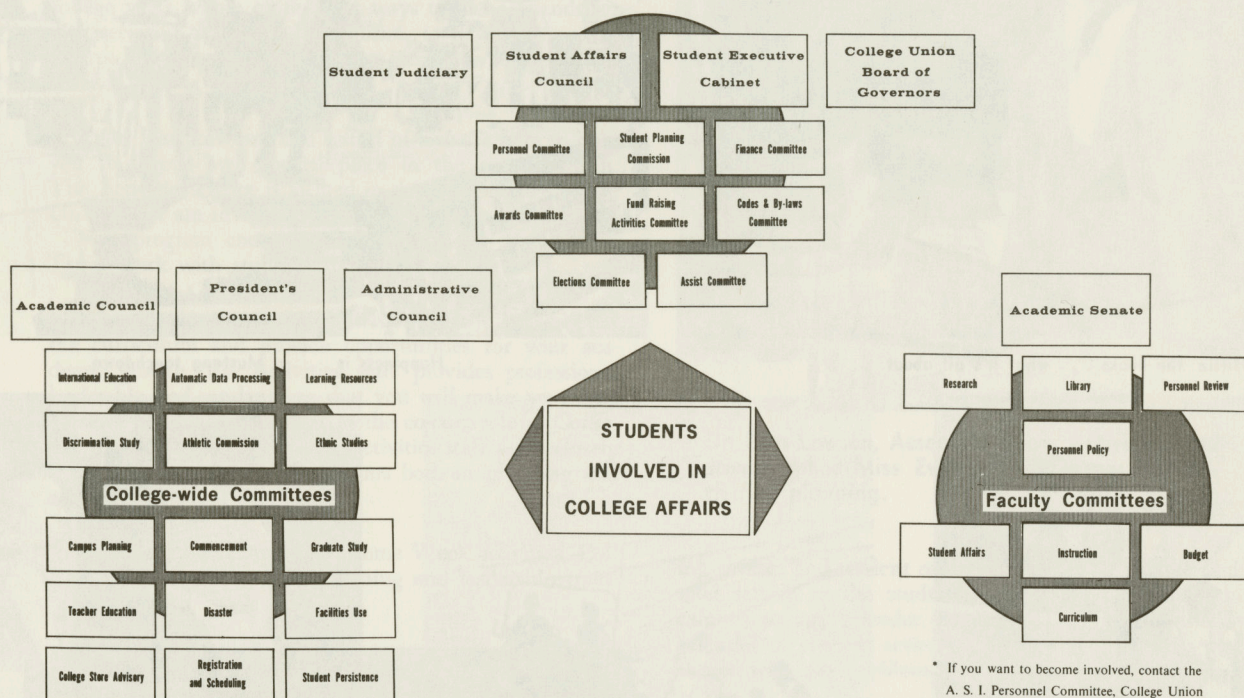 Student Judiciary
Student Affairs
Council
Student Executive
Cabinet
College Union
Board of
Governors
Personnel Committee
Student Planning
Commission
Finance Committee
Awards Committee
Fund Raising
Activities Committee
Codes & By-laws
Committee
Elections Committee
Assist Committee
Academic Council
President's
Council
Administrative
Council
International Education
Automatic Data Processing
Learning Resources
Discrimination Study
Athletic Commission
Ethnic Studies
College-wide Committees
Campus Planning
Commencement
Graduate Study
Teacher Education
Disaster
Facilities Use
College Store Advisory
Registration
and Scheduling
Student Persistence
STUDENTS
INVOLVED IN
COLLEGE AFFAIRS
Academic Senate
Research
Library
Personnel Review
Personnel Policy
Faculty Committees
Student Affairs
Instruction
Budget
Curriculum
* If you want to become involved, contact the
A. S. I. Personnel Committee, College Union